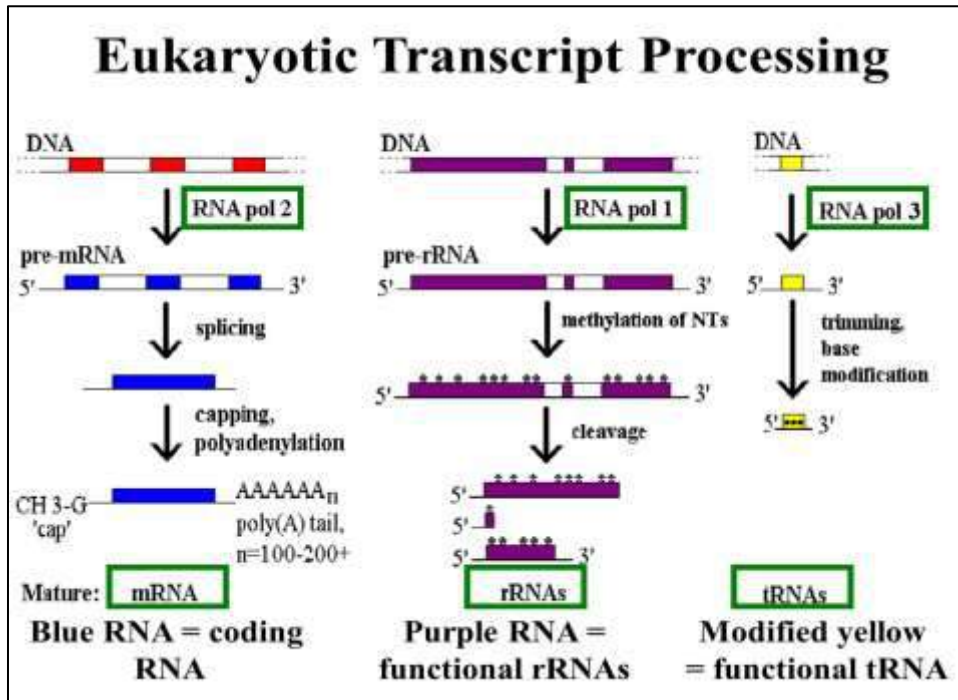 Eukaryotic Transcript Processing
DNA
RNA pol 2
pre-mRNA
5' 3'
splicing
capping,
polyadenylation
CH 3-G
'cap'
AAAAAAn
poly(A) tail,
n=100-200+
Mature: mRNA
Blue RNA = coding
RNA
DNA
RNA pol 1
pre-rRNA
5' 3'
methylation of NTs
* * * *** ** * ** * * *
5' 3'
cleavage
* * * *** **
5'
*
5'
** *** *
5' 3'
rRNAs
Purple RNA =
functional rRNAs
DNA
RNA pol 3
5' 3'
trimming,
base
modification
5' *** 3'
tRNAs
Modified yellow
= functional tRNA